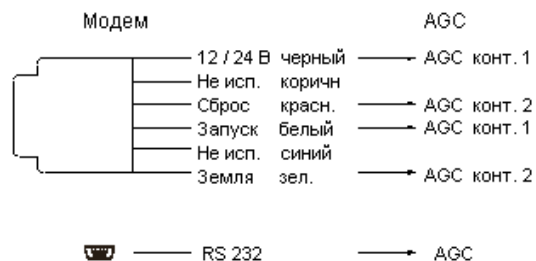 Модем AGC
12 / 24 В черный AGC конт. 1
Не исп. коричн
Сброс красн. AGC конт. 2
Запуск белый AGC конт. 1
Не исп. синий
Земля зел. AGC конт. 2
RS 232 AGC